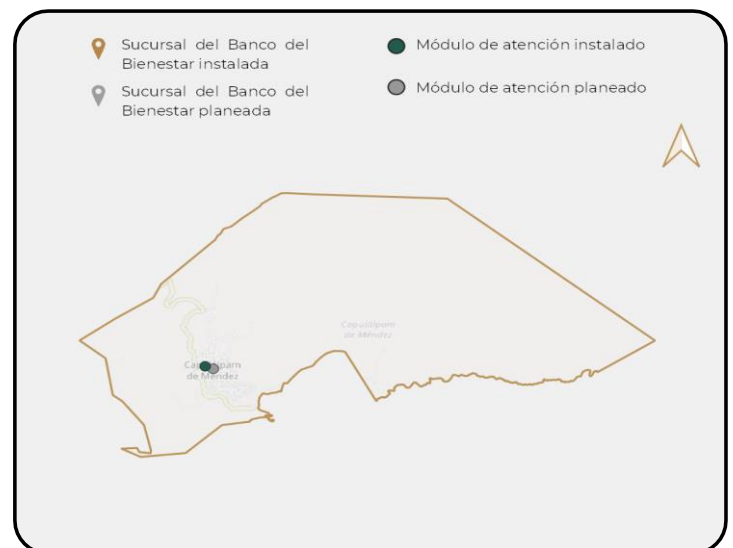 Sucursal del Banco del
Bienestar instalada
Sucursal del Banco del
Bienestar planeada
Módulo de atención instalado
Módulo de atención planeado
Capulálpam
de Méndez
de Méndez